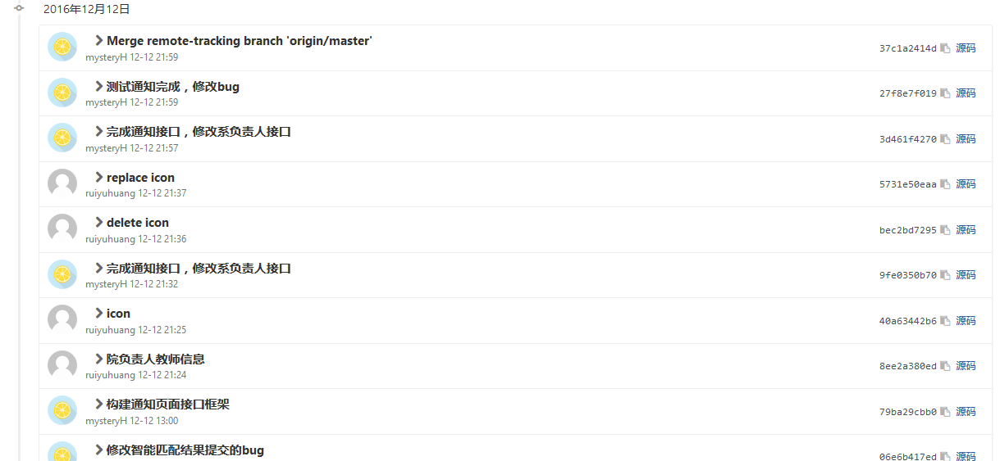 2016年12月12日
Merge remote-tracking branch 'origin/master'
mysteryH 12-12 21:59
37c1a2414d 源码
测试通知完成，修改bug
mysteryH 12-12 21:59
27f8e7f019 源码
完成通知接口，修改系负责人接口
mysteryH 12-12 21:57
3d461f4270 源码
replace icon
ruiyuhuang 12-12 21:37
5731e50eaa 源码
delete icon
ruiyuhuang 12-12 21:36
bec2bd7295 源码
完成通知接口，修改系负责人接口
mysteryH 12-12 21:32
9fe0350b70 源码
icon
ruiyuhuang 12-12 21:25
40a63442b6 源码
院负责人教师信息
ruiyuhuang 12-12 21:24
8ee2a380ed 源码
构建通知页面接口框架
mysteryH 12-12 13:00
79ba29cbb0 源码
修改智能匹配结果提交的bug
06e6b417ed 源码